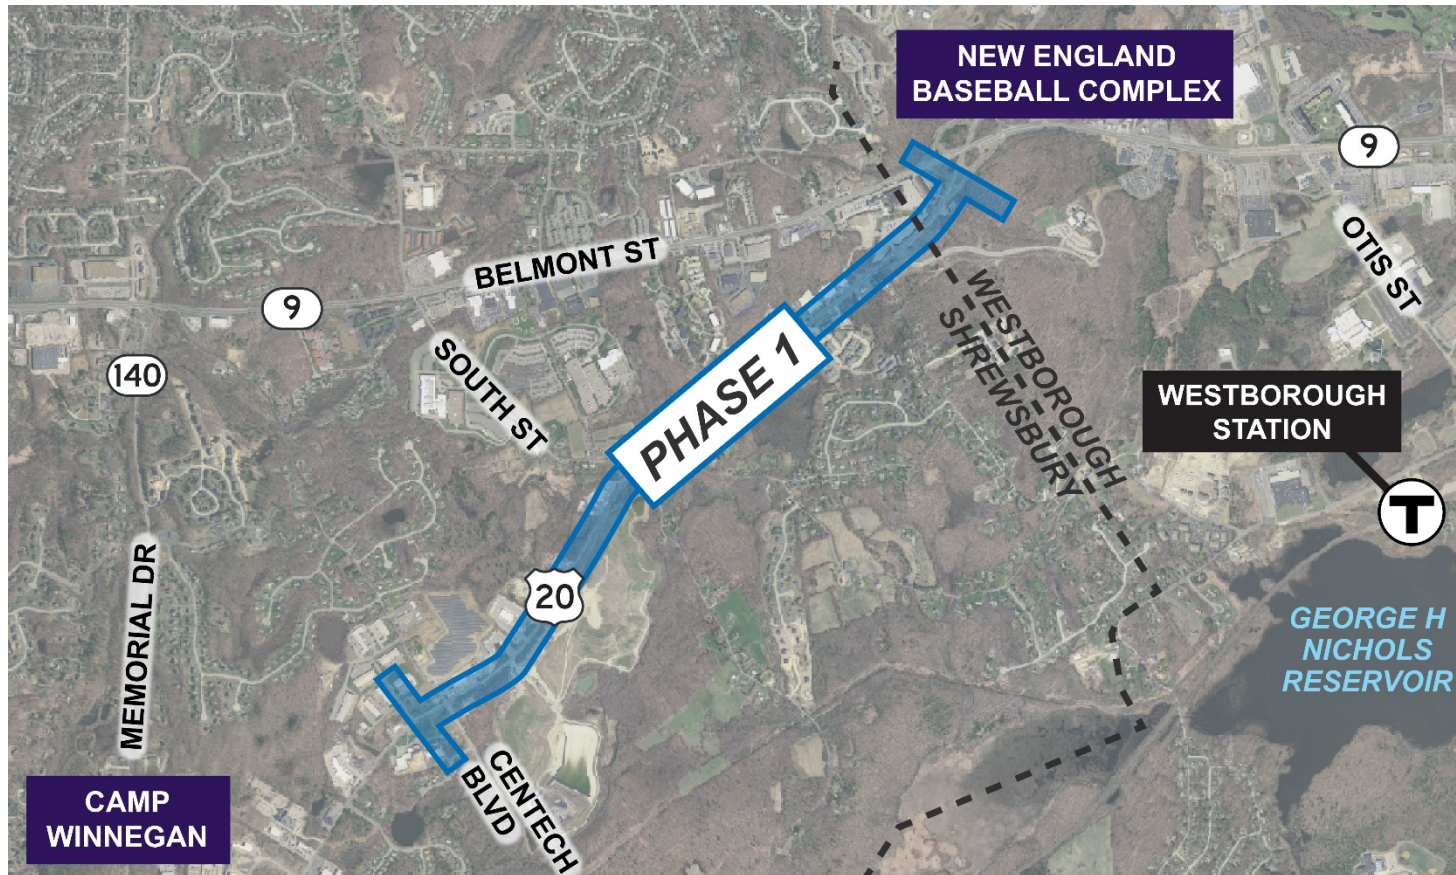 NEW ENGLAND
BASEBALL COMPLEX
9
BELMONT ST
9
OTIS ST
WESTBOROUGH
SHREWSBURY
140
SOUTH ST
PHASE 1
WESTBOROUGH
STATION
T
20
MEMORIAL DR
GEORGE H
NICHOLS
RESERVOIR
CENTECH
BLVD
CAMP
WINNEGAN